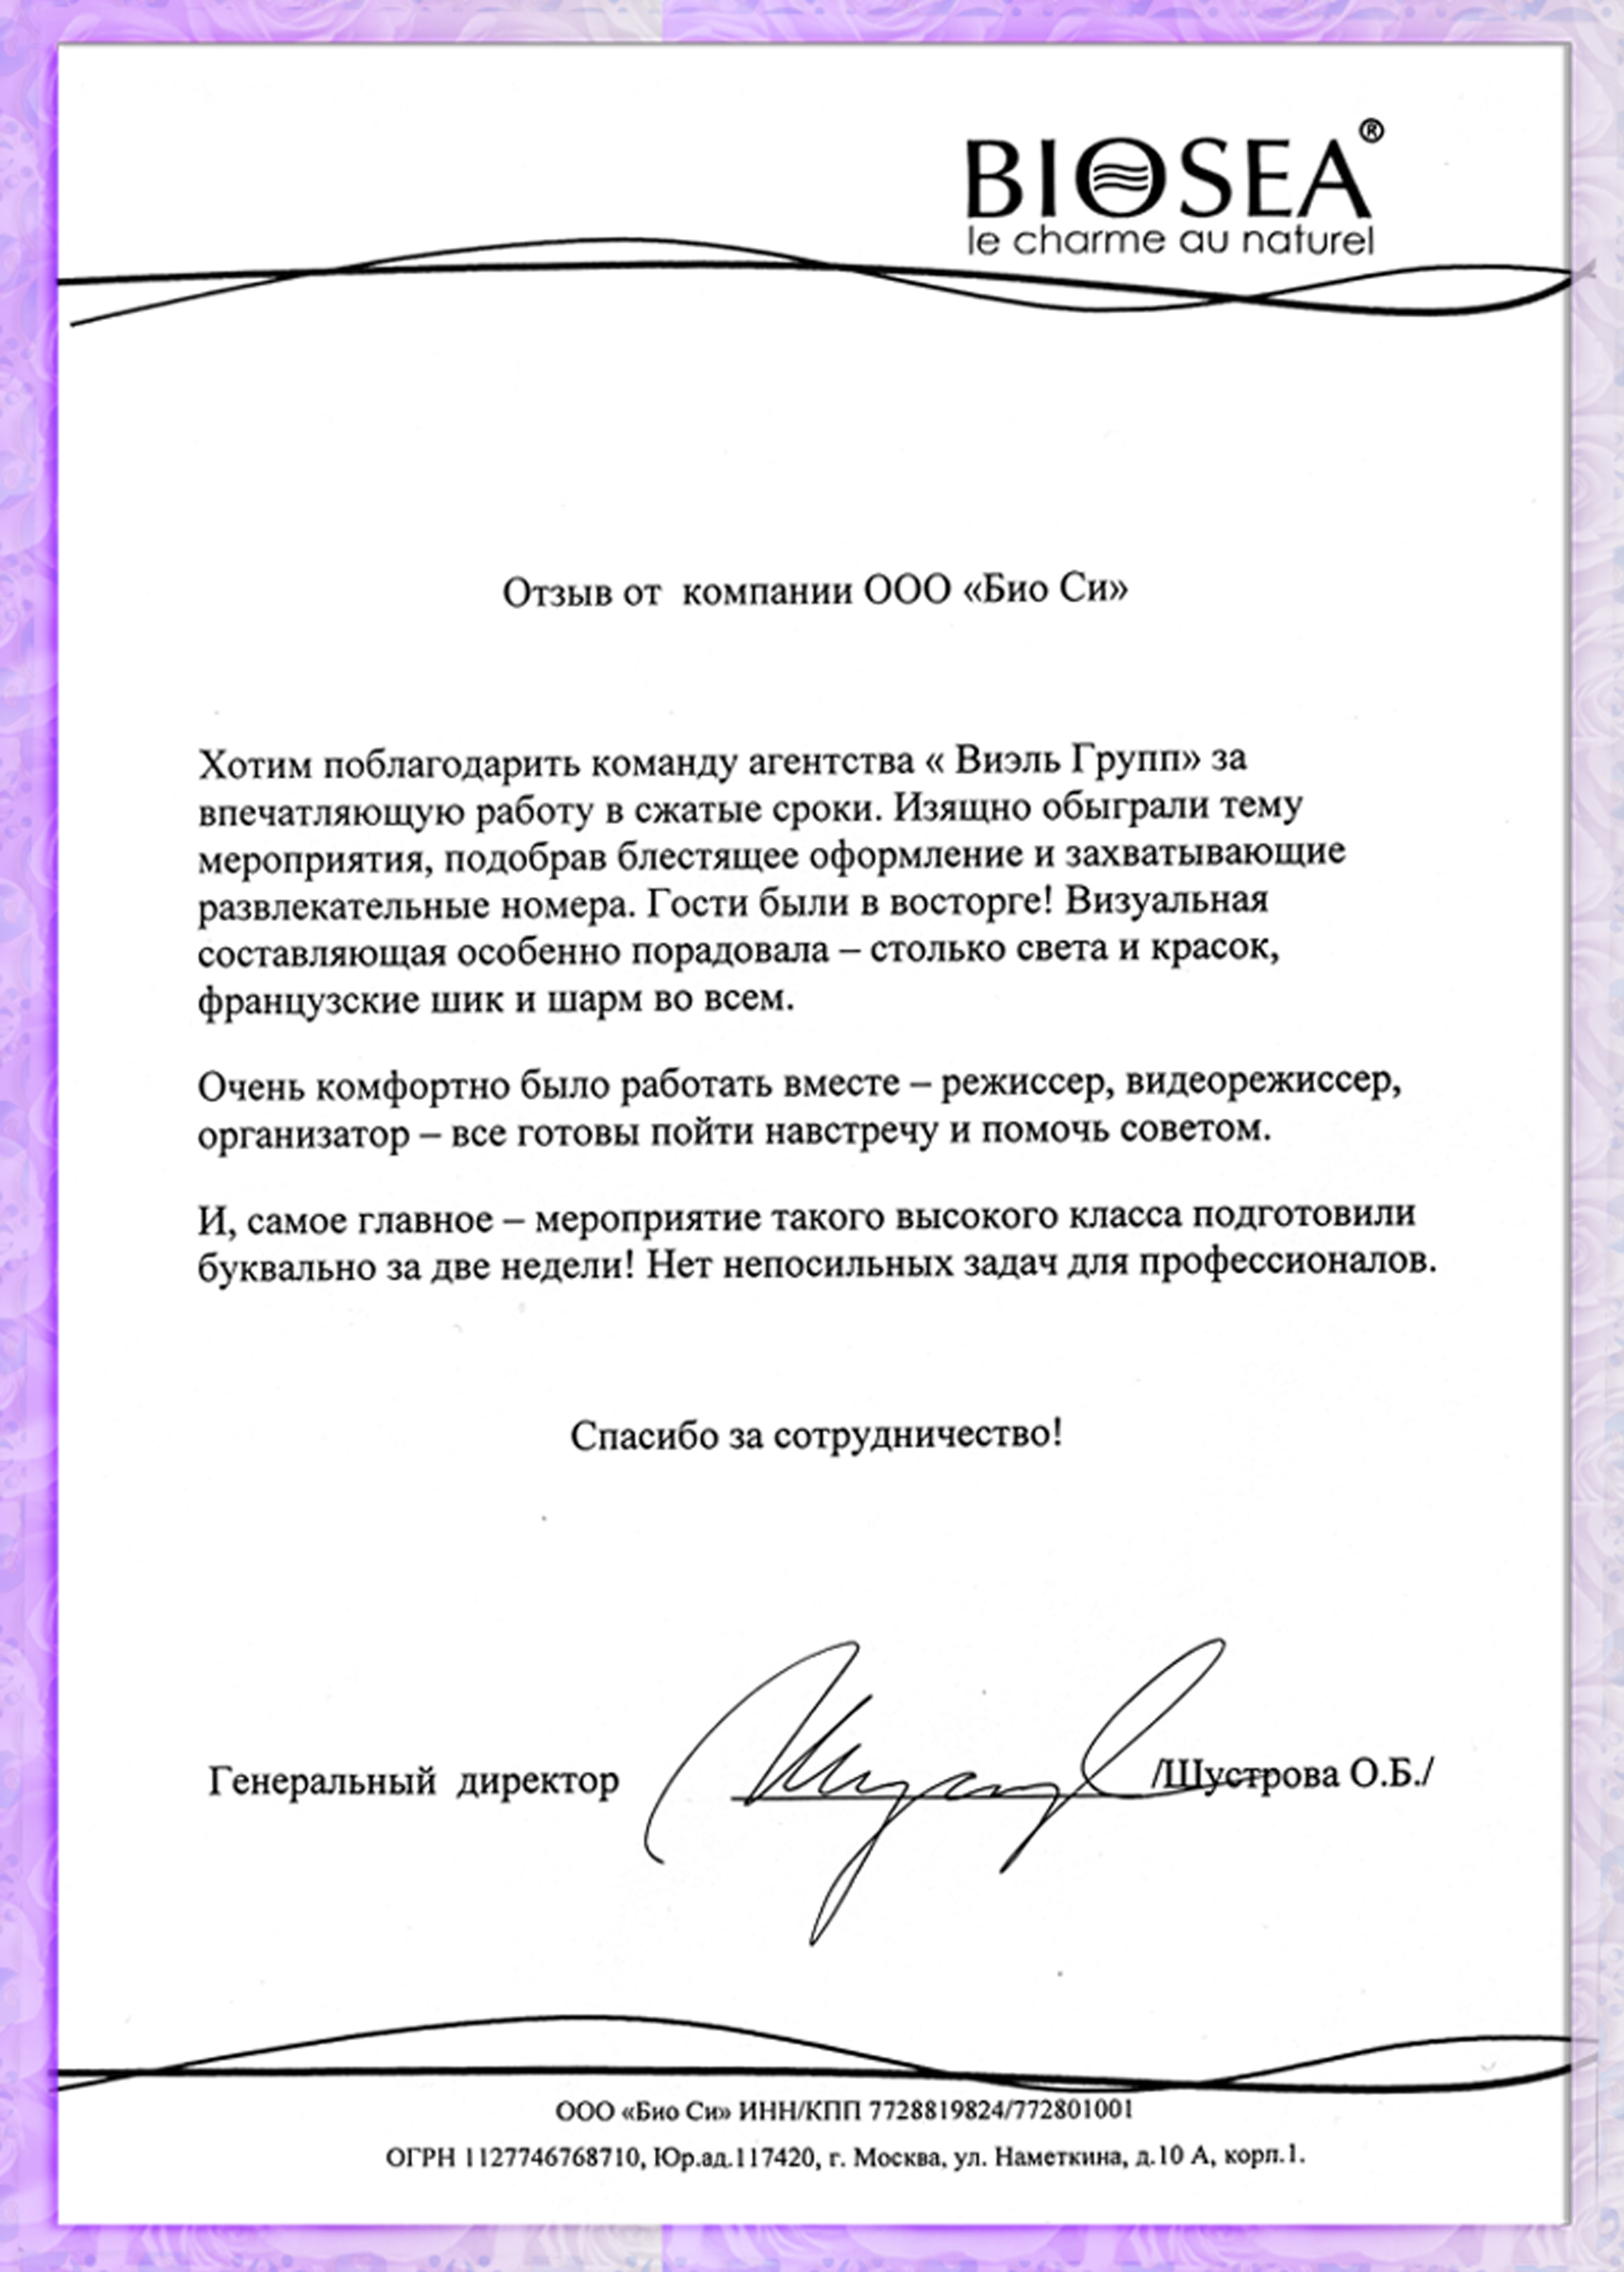 BIOSEA®
le charme au naturel
Отзыв от компании ООО «Био Си»
Хотим поблагодарить команду агентства « Виэль Групп» за
впечатляющую работу в сжатые сроки. Изящно обыграли тему
мероприятия, подобрав блестящее оформление и захватывающие
развлекательные номера. Гости были в восторге! Визуальная
составляющая особенно порадовала – столько света и красок,
французские шик и шарм во всем.
Очень комфортно было работать вместе – режиссер, видеорежиссер,
организатор – все готовы пойти навстречу и помочь советом.
И, самое главное – мероприятие такого высокого класса подготовили
буквально за две недели! Нет непосильных задач для профессионалов.
Спасибо за сотрудничество!
Генеральный директор /Шустрова О.Б./
ООО «Био Си» ИНН/КПП 7728819824/772801001
ОГРН 1127746768710, Юр.ад.117420, г. Москва, ул. Наметкина, д.10 А, корп.1.